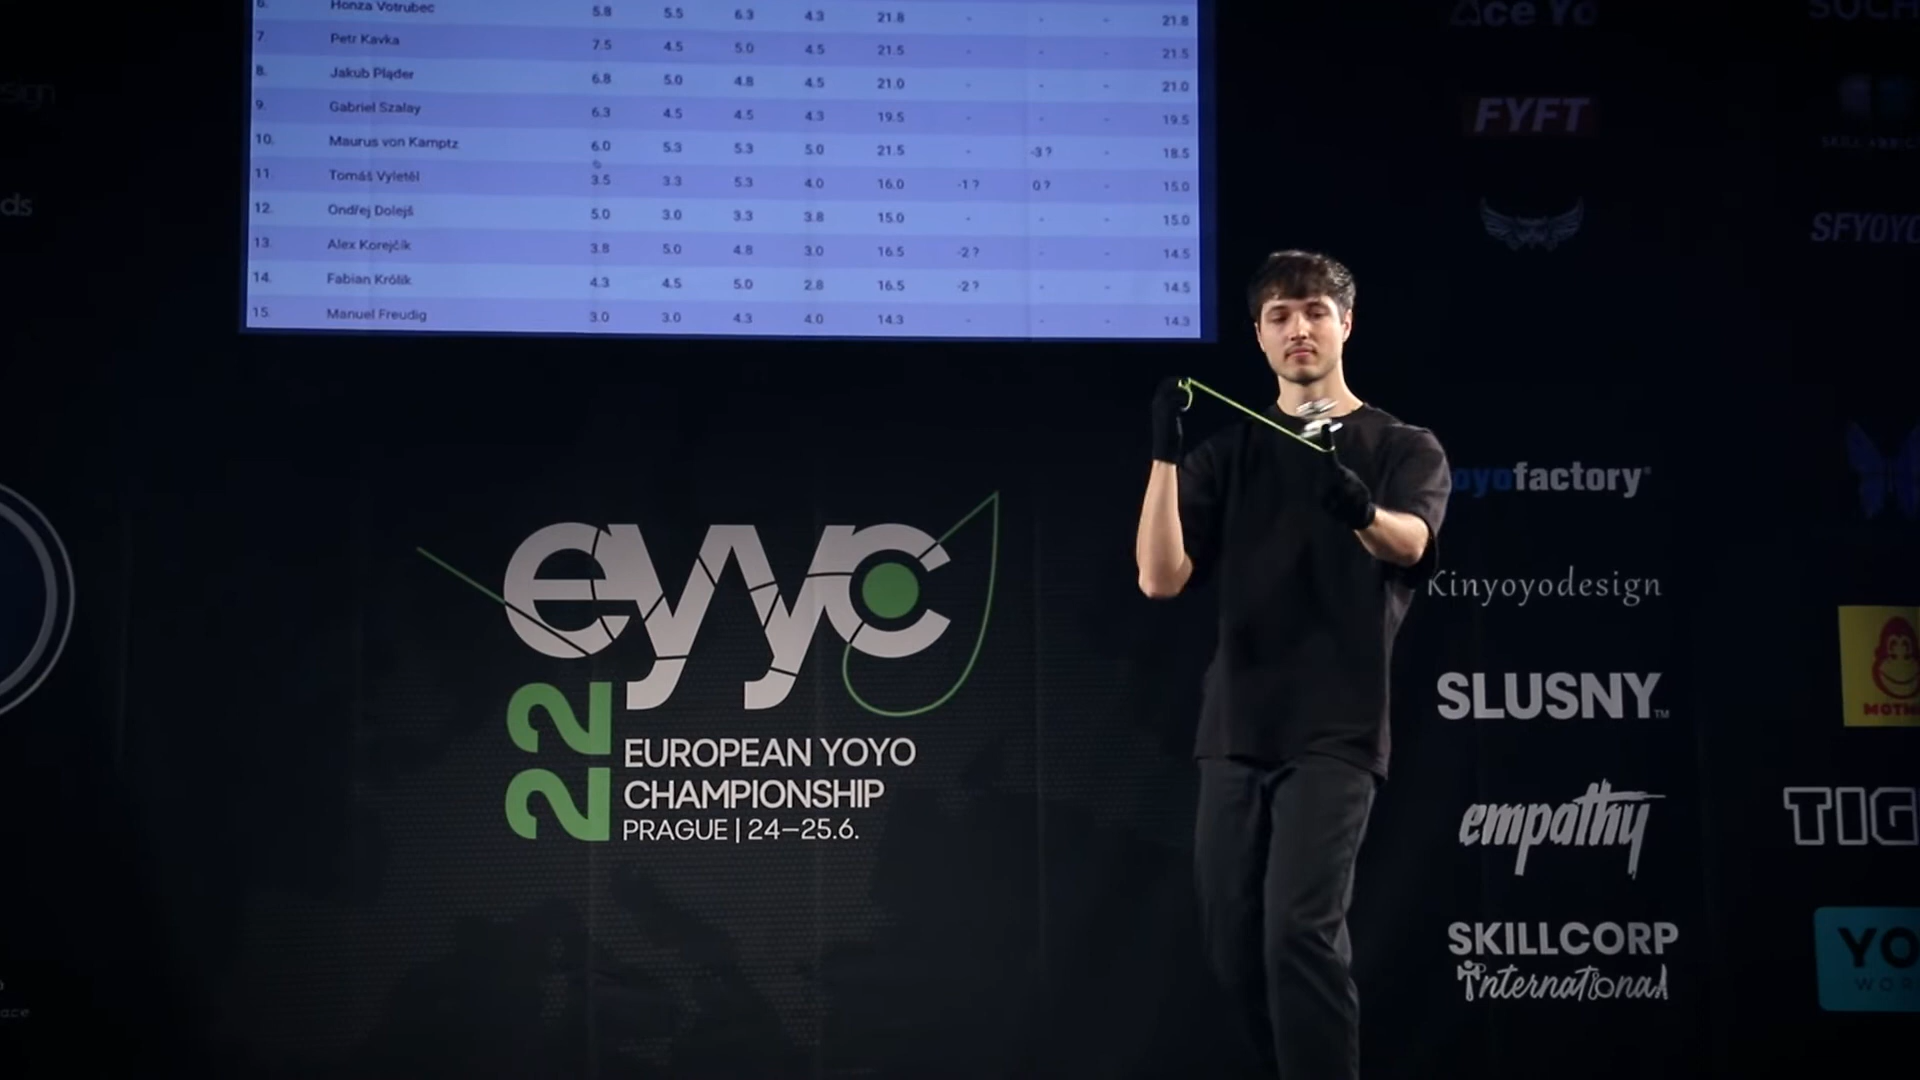 6. Honza Votrubec 5.8 5.5 6.3 4.3 21.8 - - - 21.8
7. Petr Kavka 7.5 4.5 5.0 4.5 21.5 - - - 21.5
8. Jakub Pląder 6.8 5.0 4.8 4.5 21.0 - - - 21.0
9. Gabriel Szalay 6.3 4.5 4.5 4.3 19.5 - - - 19.5
10. Maurus von Kamptz 6.0 5.3 5.3 5.0 21.5 - -3 ? - 18.5
11. Tomáš Vyletěl 3.5 3.3 5.3 4.0 16.0 -1 ? 0 ? - 15.0
12. Ondřej Dolejš 5.0 3.0 3.3 3.8 15.0 - - - 15.0
13. Alex Korejčík 3.8 5.0 4.8 3.0 16.5 -2 ? - - 14.5
14. Fabian Królik 4.3 4.5 5.0 2.8 16.5 -2 ? - - 14.5
15. Manuel Freudig 3.0 3.0 4.3 4.0 14.3 - - - 14.3
eyyc
22
EUROPEAN YOYO
CHAMPIONSHIP
PRAGUE | 24–25.6.
ds
FYFT
oyofactory
Kinyoyodesign
SLUSNY™
empathy
SKILLCORP
International
SFYOYO
MOTH
TIG
YO
WOR